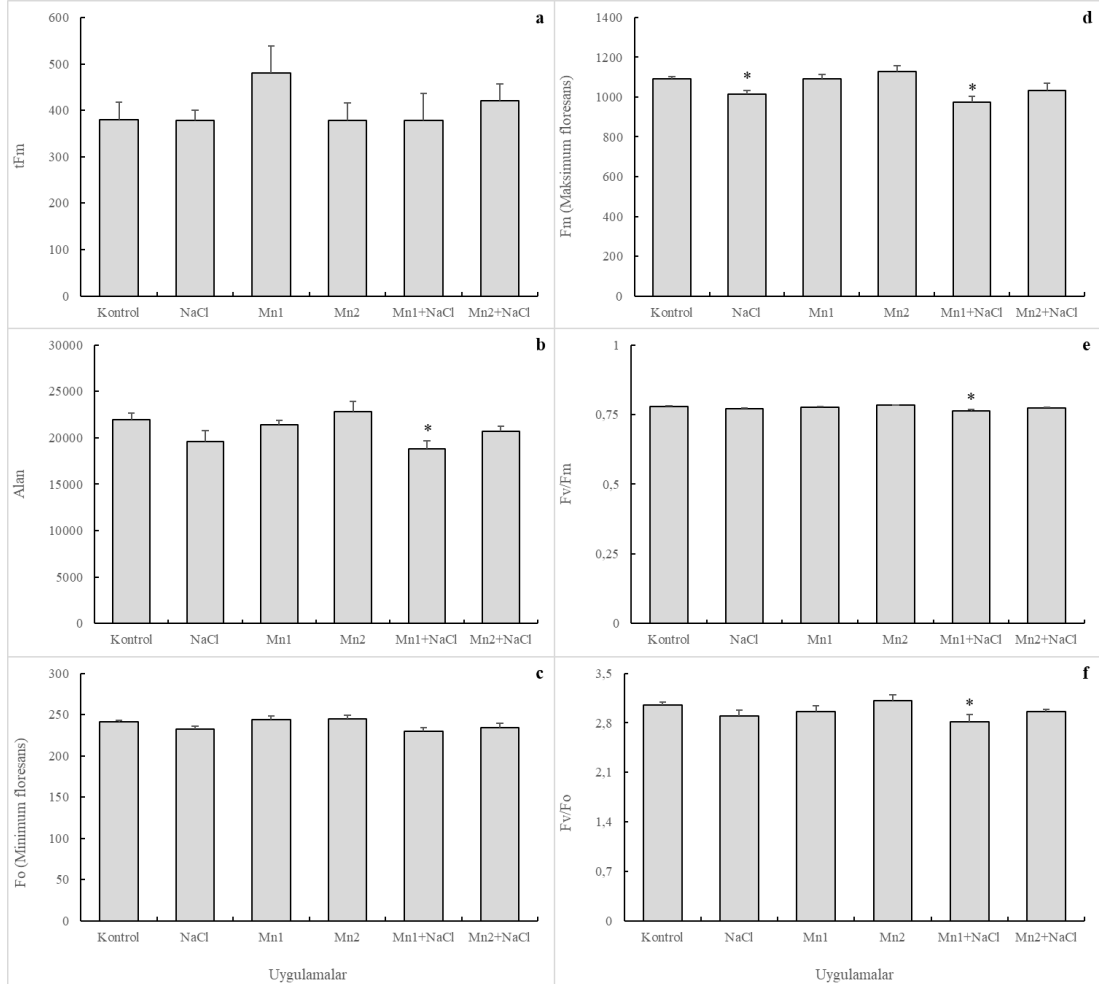 a
600
500
400
300
200
100
0
tFm
Kontrol NaCl Mn1 Mn2 Mn1+NaCl Mn2+NaCl
d
1400
1200
1000
800
600
400
200
0
Fm (Maksimum floresans)
* *
Kontrol NaCl Mn1 Mn2 Mn1+NaCl Mn2+NaCl
b
30000
25000
20000
15000
10000
5000
0
Alan
*
Kontrol NaCl Mn1 Mn2 Mn1+NaCl Mn2+NaCl
e
1
0,75
0,5
0,25
0
Fv/Fm
*
Kontrol NaCl Mn1 Mn2 Mn1+NaCl Mn2+NaCl
c
300
250
200
150
100
50
0
Fo (Minimum floresans)
Kontrol NaCl Mn1 Mn2 Mn1+NaCl Mn2+NaCl
Uygulamalar
f
3,5
2,8
2,1
1,4
0,7
0
Fv/Fo
*
Kontrol NaCl Mn1 Mn2 Mn1+NaCl Mn2+NaCl
Uygulamalar